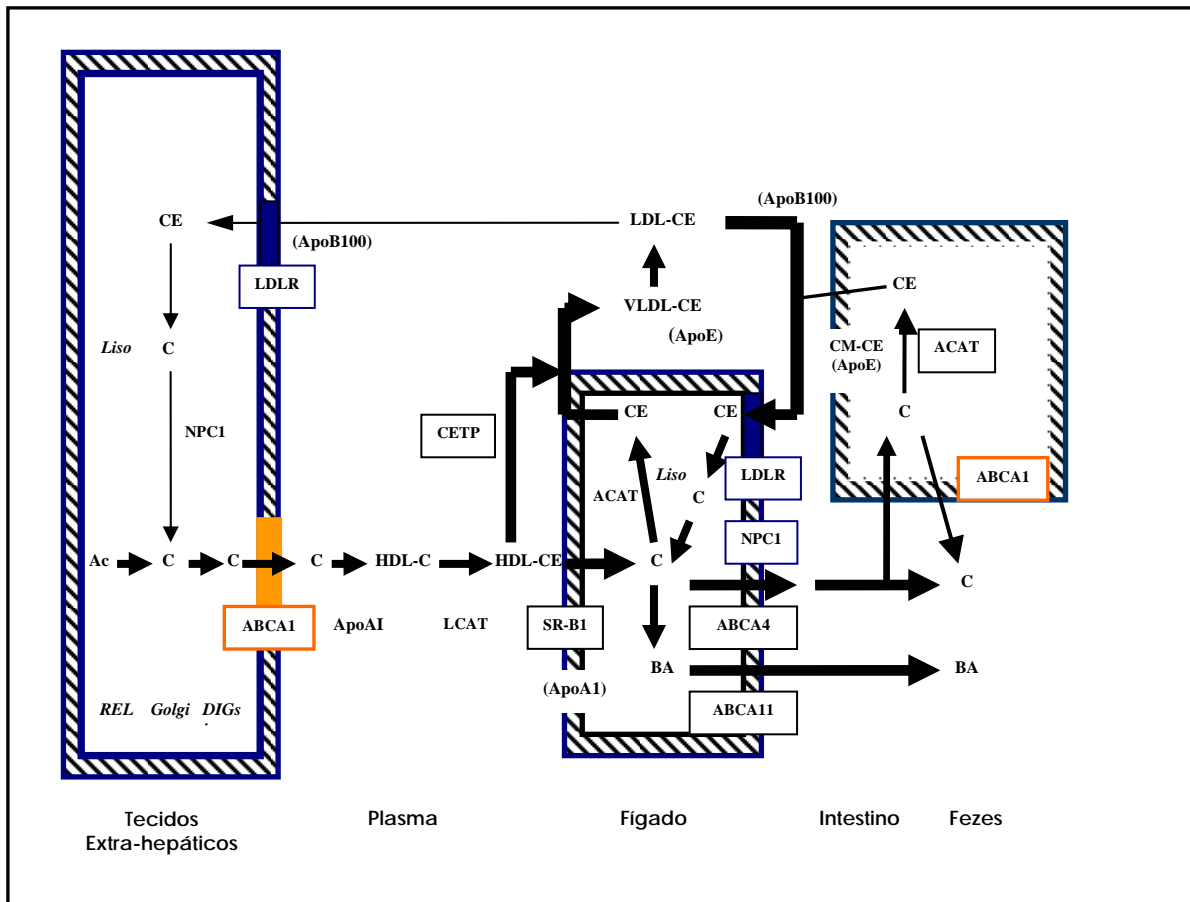 (ApoB100)
CE
LDL-CE
(ApoB100)
LDLR
CE
VLDL-CE
(ApoE)
Liso
C
CM-CE
(ApoE)
ACAT
C
NPC1
CETP
CE
CE
Liso
ACAT
C
LDLR
ABCA1
NPC1
Ac
C
C
C
HDL-C
HDL-CE
C
C
ABCA1
ApoAI
LCAT
SR-B1
ABCA4
(ApoA1)
BA
BA
ABCA11
REL
Golgi
DIGs
.
Tecidos
Extra-hepáticos
Plasma
Fígado
Intestino
Fezes